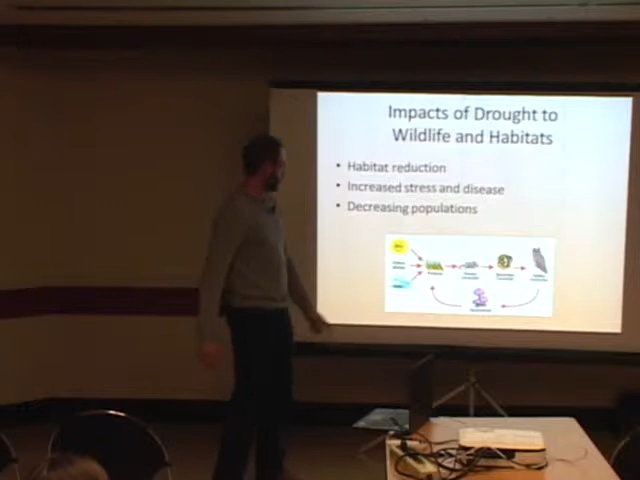 Impacts of Drought to
Wildlife and Habitats
• Habitat reduction
• Increased stress and disease
• Decreasing populations